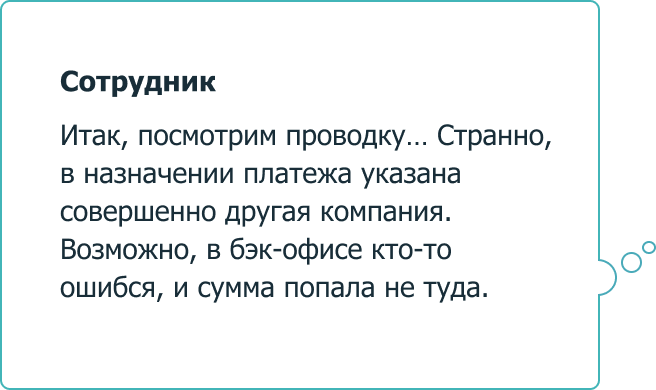 Сотрудник
Итак, посмотрим проводку… Странно,
в назначении платежа указана
совершенно другая компания.
Возможно, в бэк-офисе кто-то
ошибся, и сумма попала не туда.